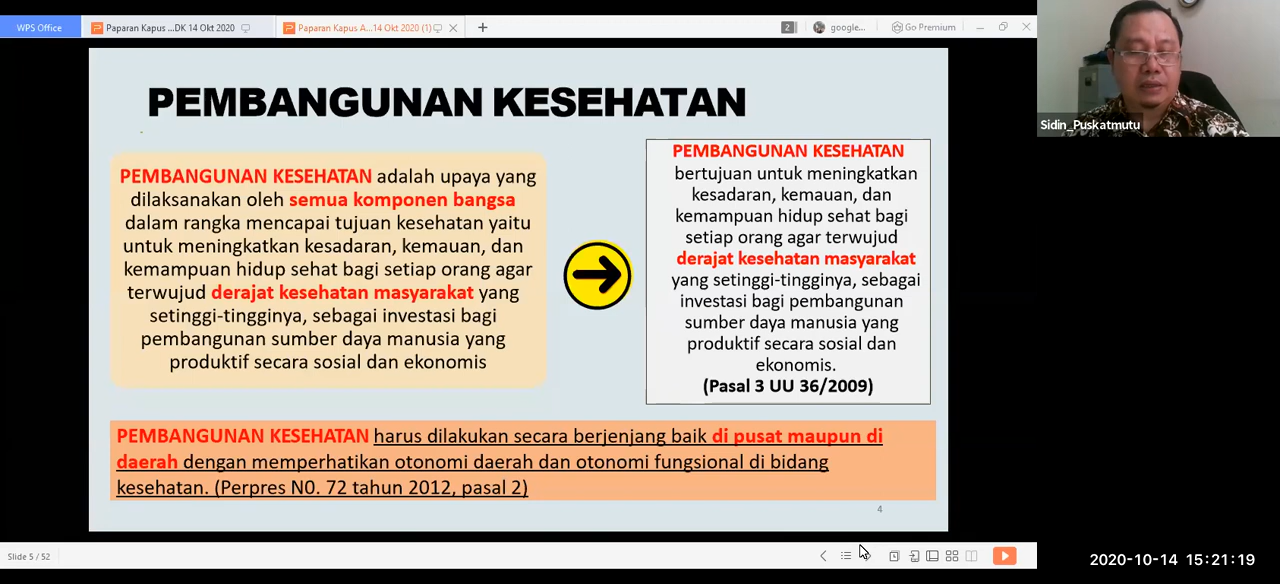 WPS Office
Paparan Kapus ...DK 14 Okt 2020
Paparan Kapus A...14 Okt 2020 (1)
2
google...
Go Premium
Sidin_Puskatmutu
PEMBANGUNAN KESEHATAN
PEMBANGUNAN KESEHATAN adalah upaya yang
dilaksanakan oleh semua komponen bangsa
dalam rangka mencapai tujuan kesehatan yaitu
untuk meningkatkan kesadaran, kemauan, dan
kemampuan hidup sehat bagi setiap orang agar
terwujud derajat kesehatan masyarakat yang
setinggi-tingginya, sebagai investasi bagi
pembangunan sumber daya manusia yang
produktif secara sosial dan ekonomis
PEMBANGUNAN KESEHATAN
bertujuan untuk meningkatkan
kesadaran, kemauan, dan
kemampuan hidup sehat bagi
setiap orang agar terwujud
derajat kesehatan masyarakat
yang setinggi-tingginya, sebagai
investasi bagi pembangunan
sumber daya manusia yang
produktif secara sosial dan
ekonomis.
(Pasal 3 UU 36/2009)
PEMBANGUNAN KESEHATAN harus dilakukan secara berjenjang baik di pusat maupun di
daerah dengan memperhatikan otonomi daerah dan otonomi fungsional di bidang
kesehatan. (Perpres N0. 72 tahun 2012, pasal 2)
4
Slide 5 / 52
2020-10-14 15:21:19